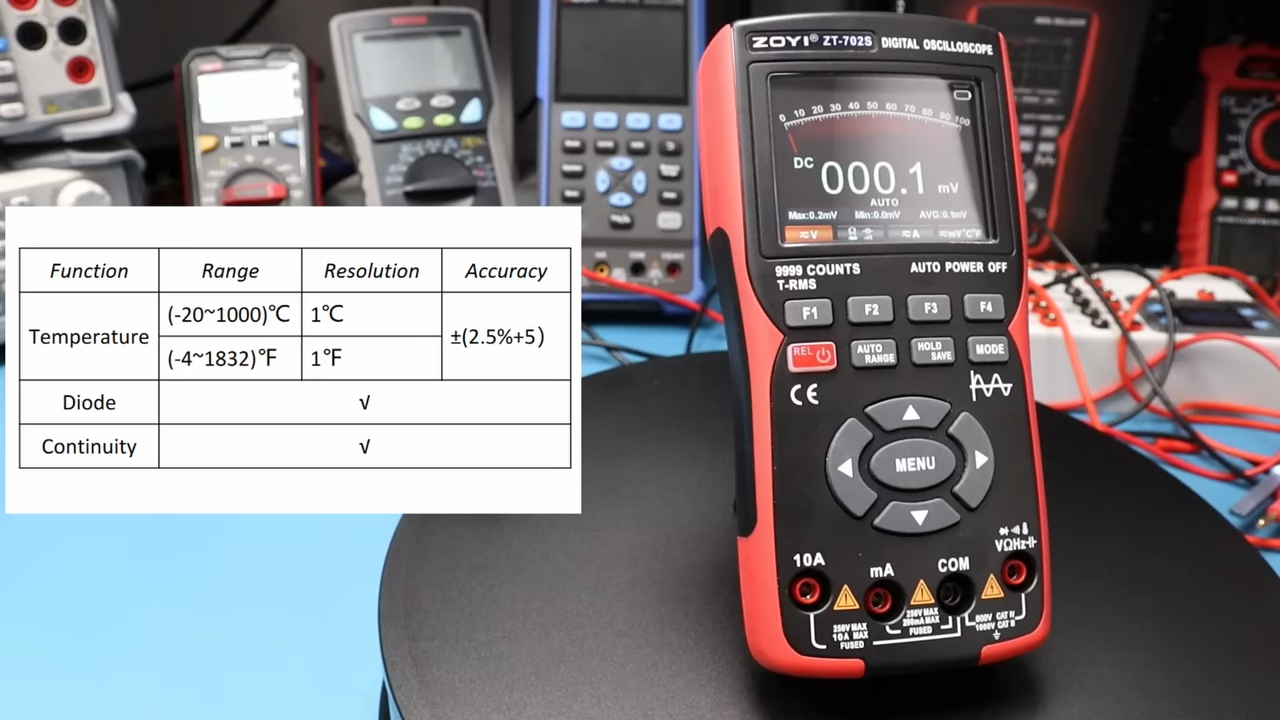 Function Range Resolution Accuracy
Temperature (-20~1000)℃ 1℃ ±(2.5%+5)
(-4~1832)℉ 1℉
Diode √
Continuity √
ZOYI® ZT-702S DIGITAL OSCILLOSCOPE
0 10 20 30 40 50 60 70 80 90 100
DC 000.1 mV
AUTO
Max:0.2mV Min:0.0mV AVG:0.1mV
≂V Ω ≂A ≂mV℃℉
9999 COUNTS AUTO POWER OFF
T-RMS
F1 F2 F3 F4
REL AUTO RANGE HOLD SAVE MODE
CE
MENU
10A mA COM VΩHz
250V MAX
10A MAX
FUSED
250V MAX
200mA MAX
FUSED
600V CAT IV
1000V CAT III